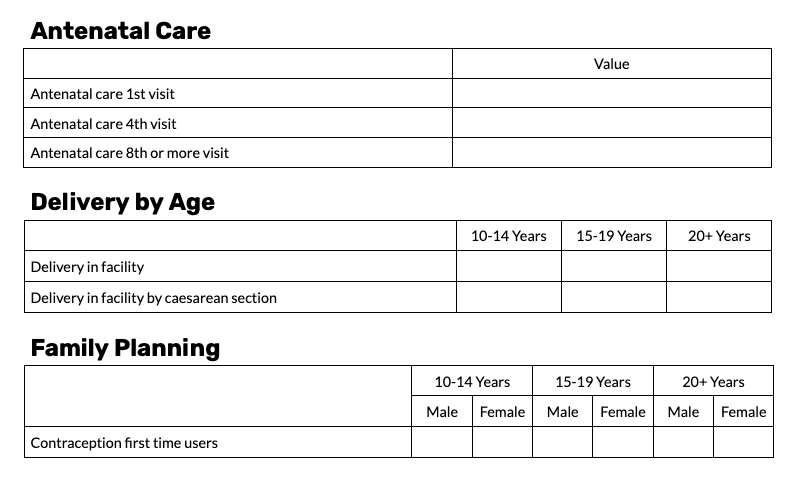 Antenatal Care
Value
Antenatal care 1st visit
Antenatal care 4th visit
Antenatal care 8th or more visit
Delivery by Age
10-14 Years 15-19 Years 20+ Years
Delivery in facility
Delivery in facility by caesarean section
Family Planning
10-14 Years 15-19 Years 20+ Years
Male Female Male Female Male Female
Contraception first time users